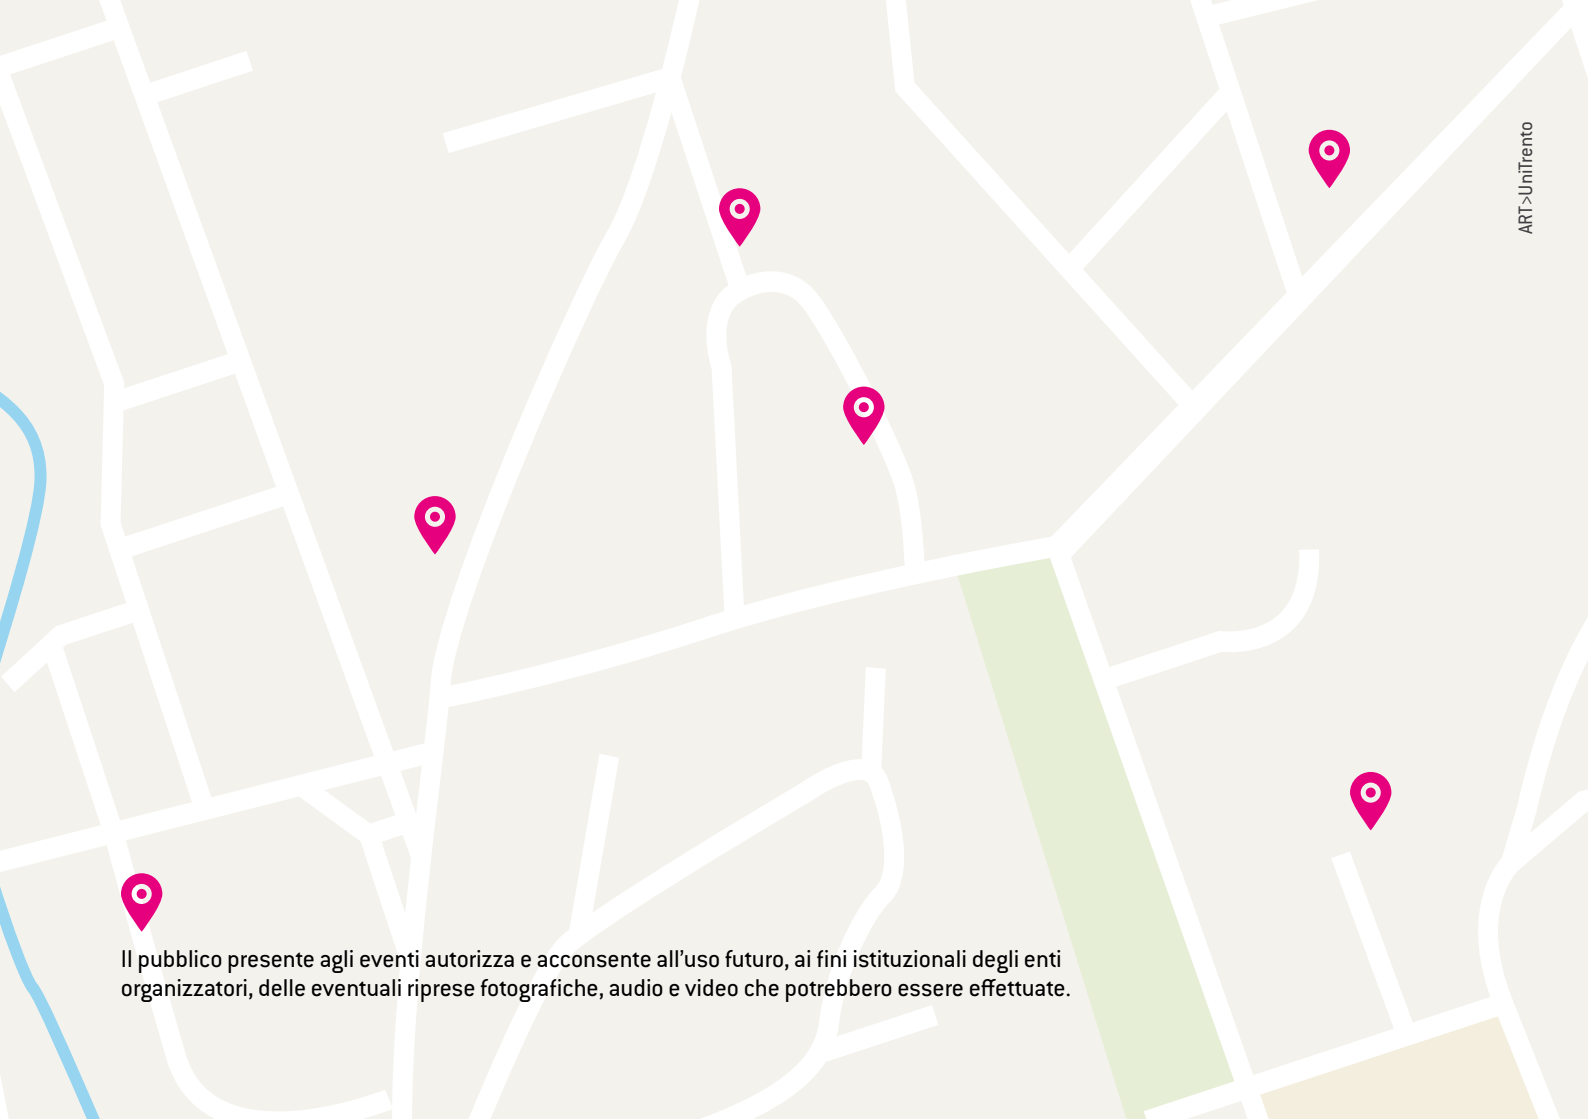 ART>UniTrento
Il pubblico presente agli eventi autorizza e acconsente all’uso futuro, ai fini istituzionali degli enti
organizzatori, delle eventuali riprese fotografiche, audio e video che potrebbero essere effettuate.